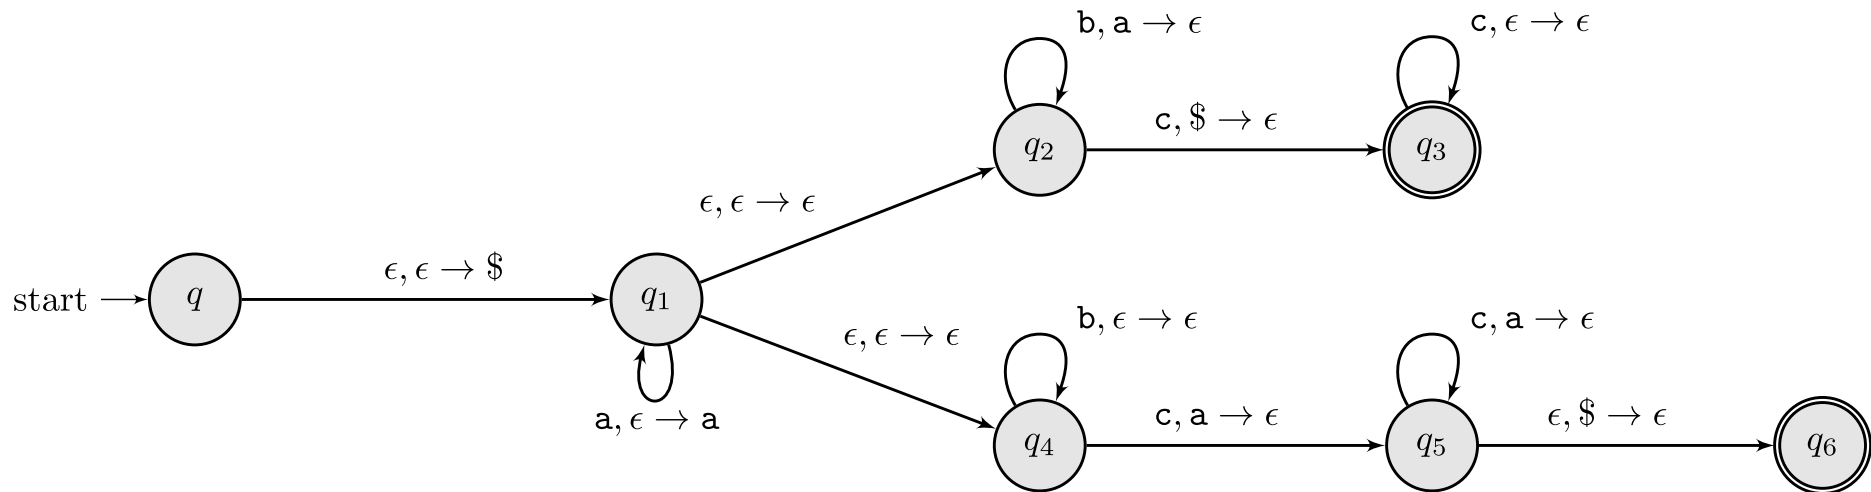 b, a → ϵ
c, ϵ → ϵ
c, $ → ϵ
q₂
q₃
ϵ, ϵ → ϵ
ϵ, ϵ → $
start
q
q₁
a, ϵ → a
ϵ, ϵ → ϵ
b, ϵ → ϵ
c, a → ϵ
c, a → ϵ
ϵ, $ → ϵ
q₄
q₅
q₆